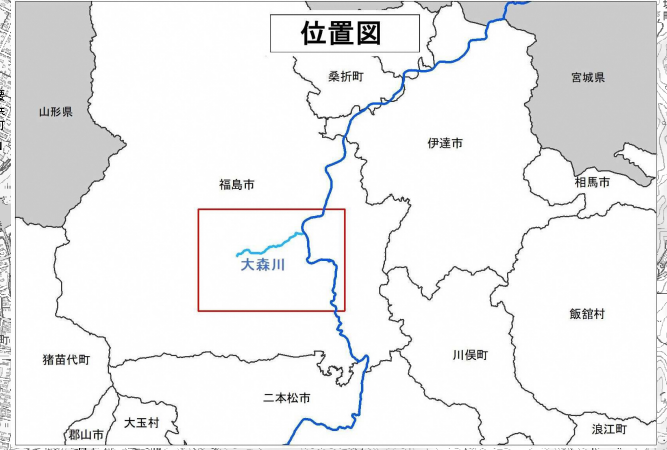 位置図
桑折町
宮城県
山形県
伊達市
福島市
相馬市
大森川
飯舘村
猪苗代町
川俣町
二本松市
大玉村
郡山市
浪江町